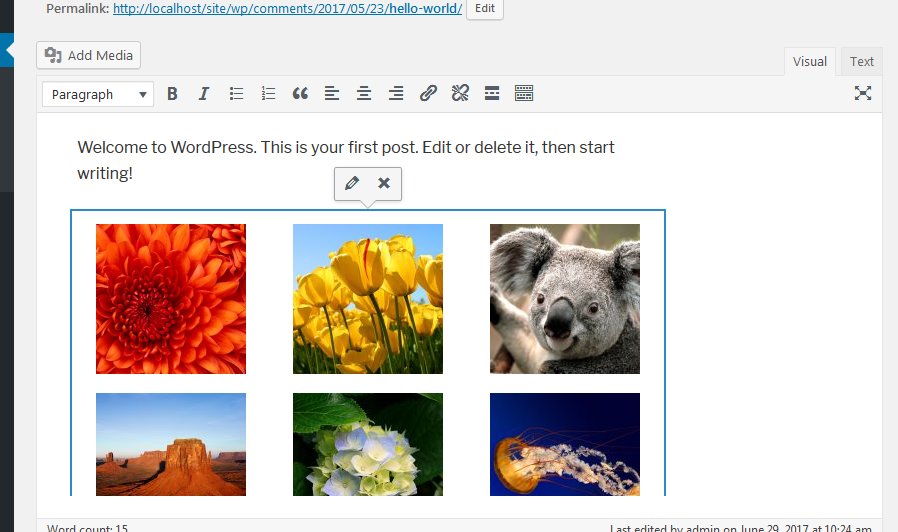 Permalink: http://localhost/site/wp/comments/2017/05/23/hello-world/ Edit
Add Media
Visual Text
Paragraph B I
Welcome to WordPress. This is your first post. Edit or delete it, then start
writing!
Word count: 15 Last edited by admin on June 29, 2017 at 10:24 am